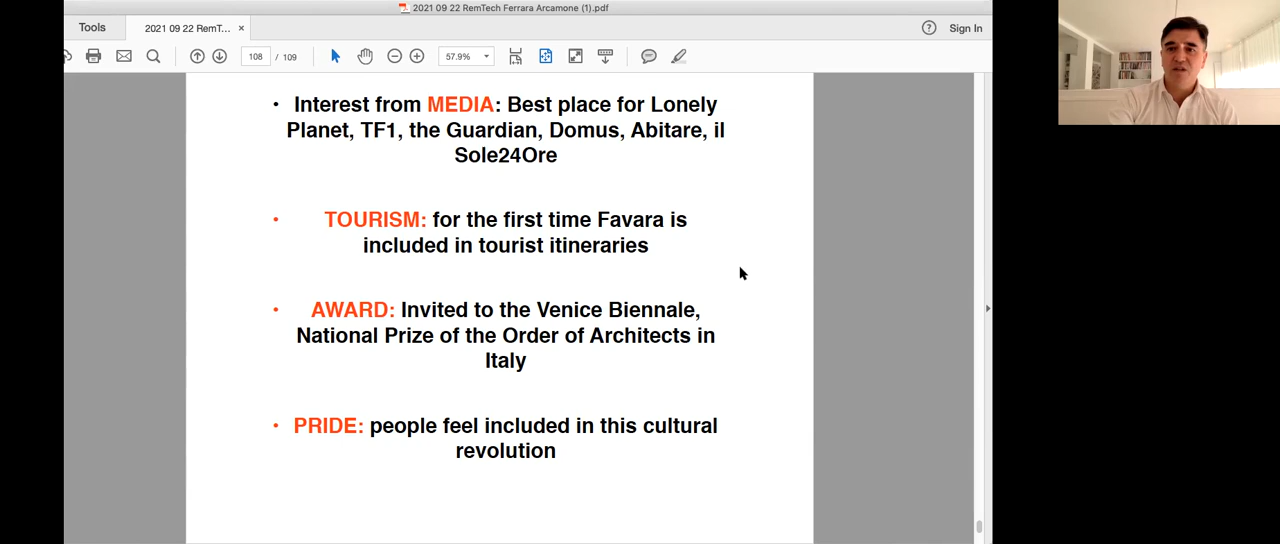 2021 09 22 RemTech Ferrara Arcamone (1).pdf
Tools
2021 09 22 RemT... ×
Sign In
108 / 109
57.9%
• Interest from MEDIA: Best place for Lonely
Planet, TF1, the Guardian, Domus, Abitare, il
Sole24Ore
• TOURISM: for the first time Favara is
included in tourist itineraries
• AWARD: Invited to the Venice Biennale,
National Prize of the Order of Architects in
Italy
• PRIDE: people feel included in this cultural
revolution